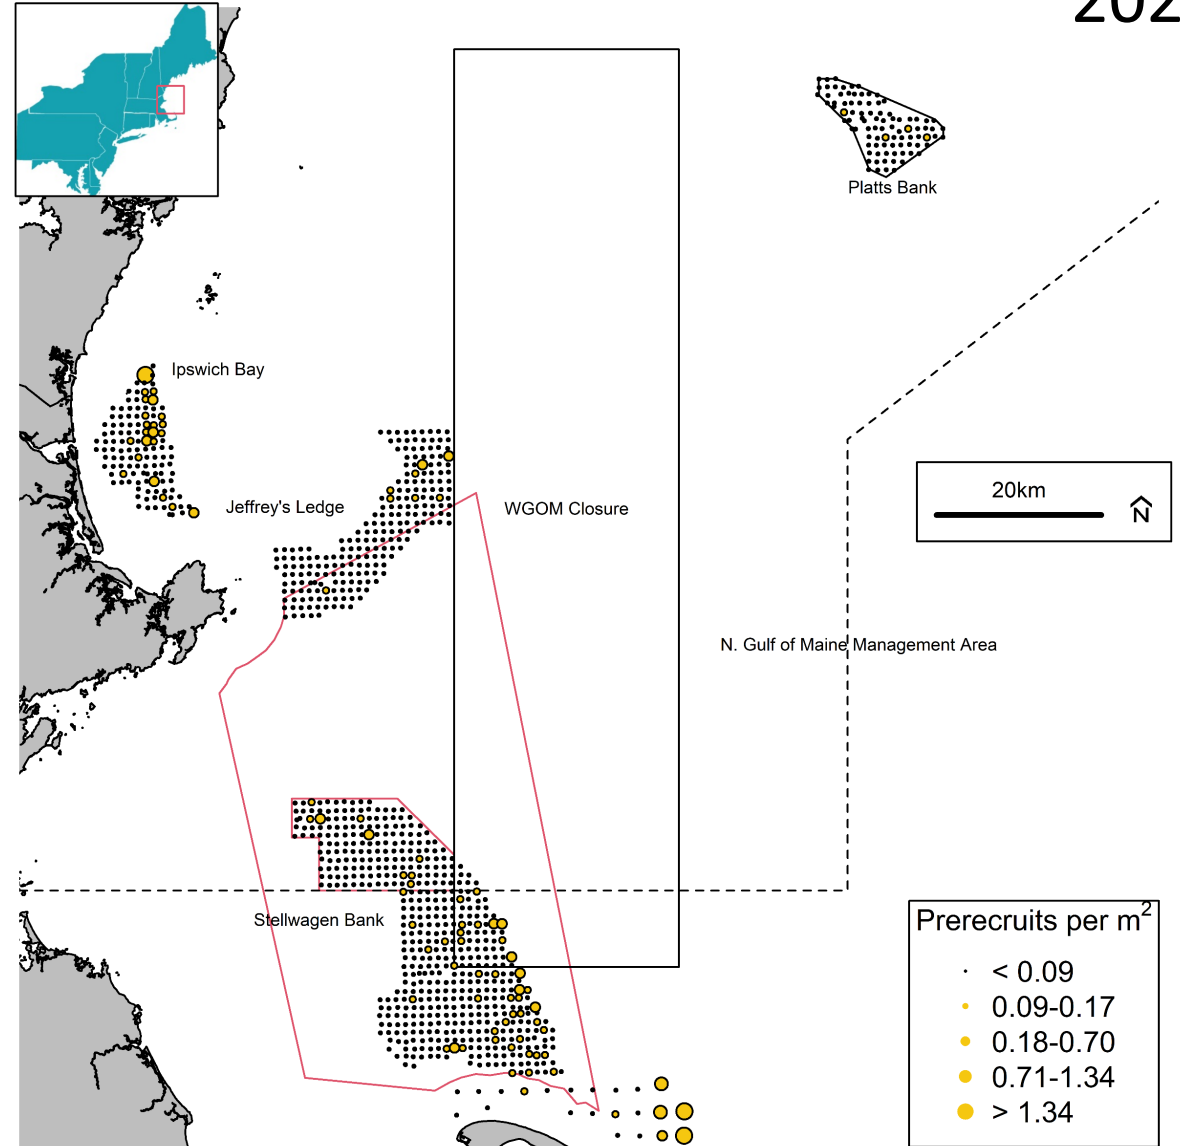 202
Platts Bank
Ipswich Bay
Jeffrey's Ledge
WGOM Closure
20km
N
N. Gulf of Maine Management Area
Stellwagen Bank
Prerecruits per m²
< 0.09
0.09-0.17
0.18-0.70
0.71-1.34
> 1.34